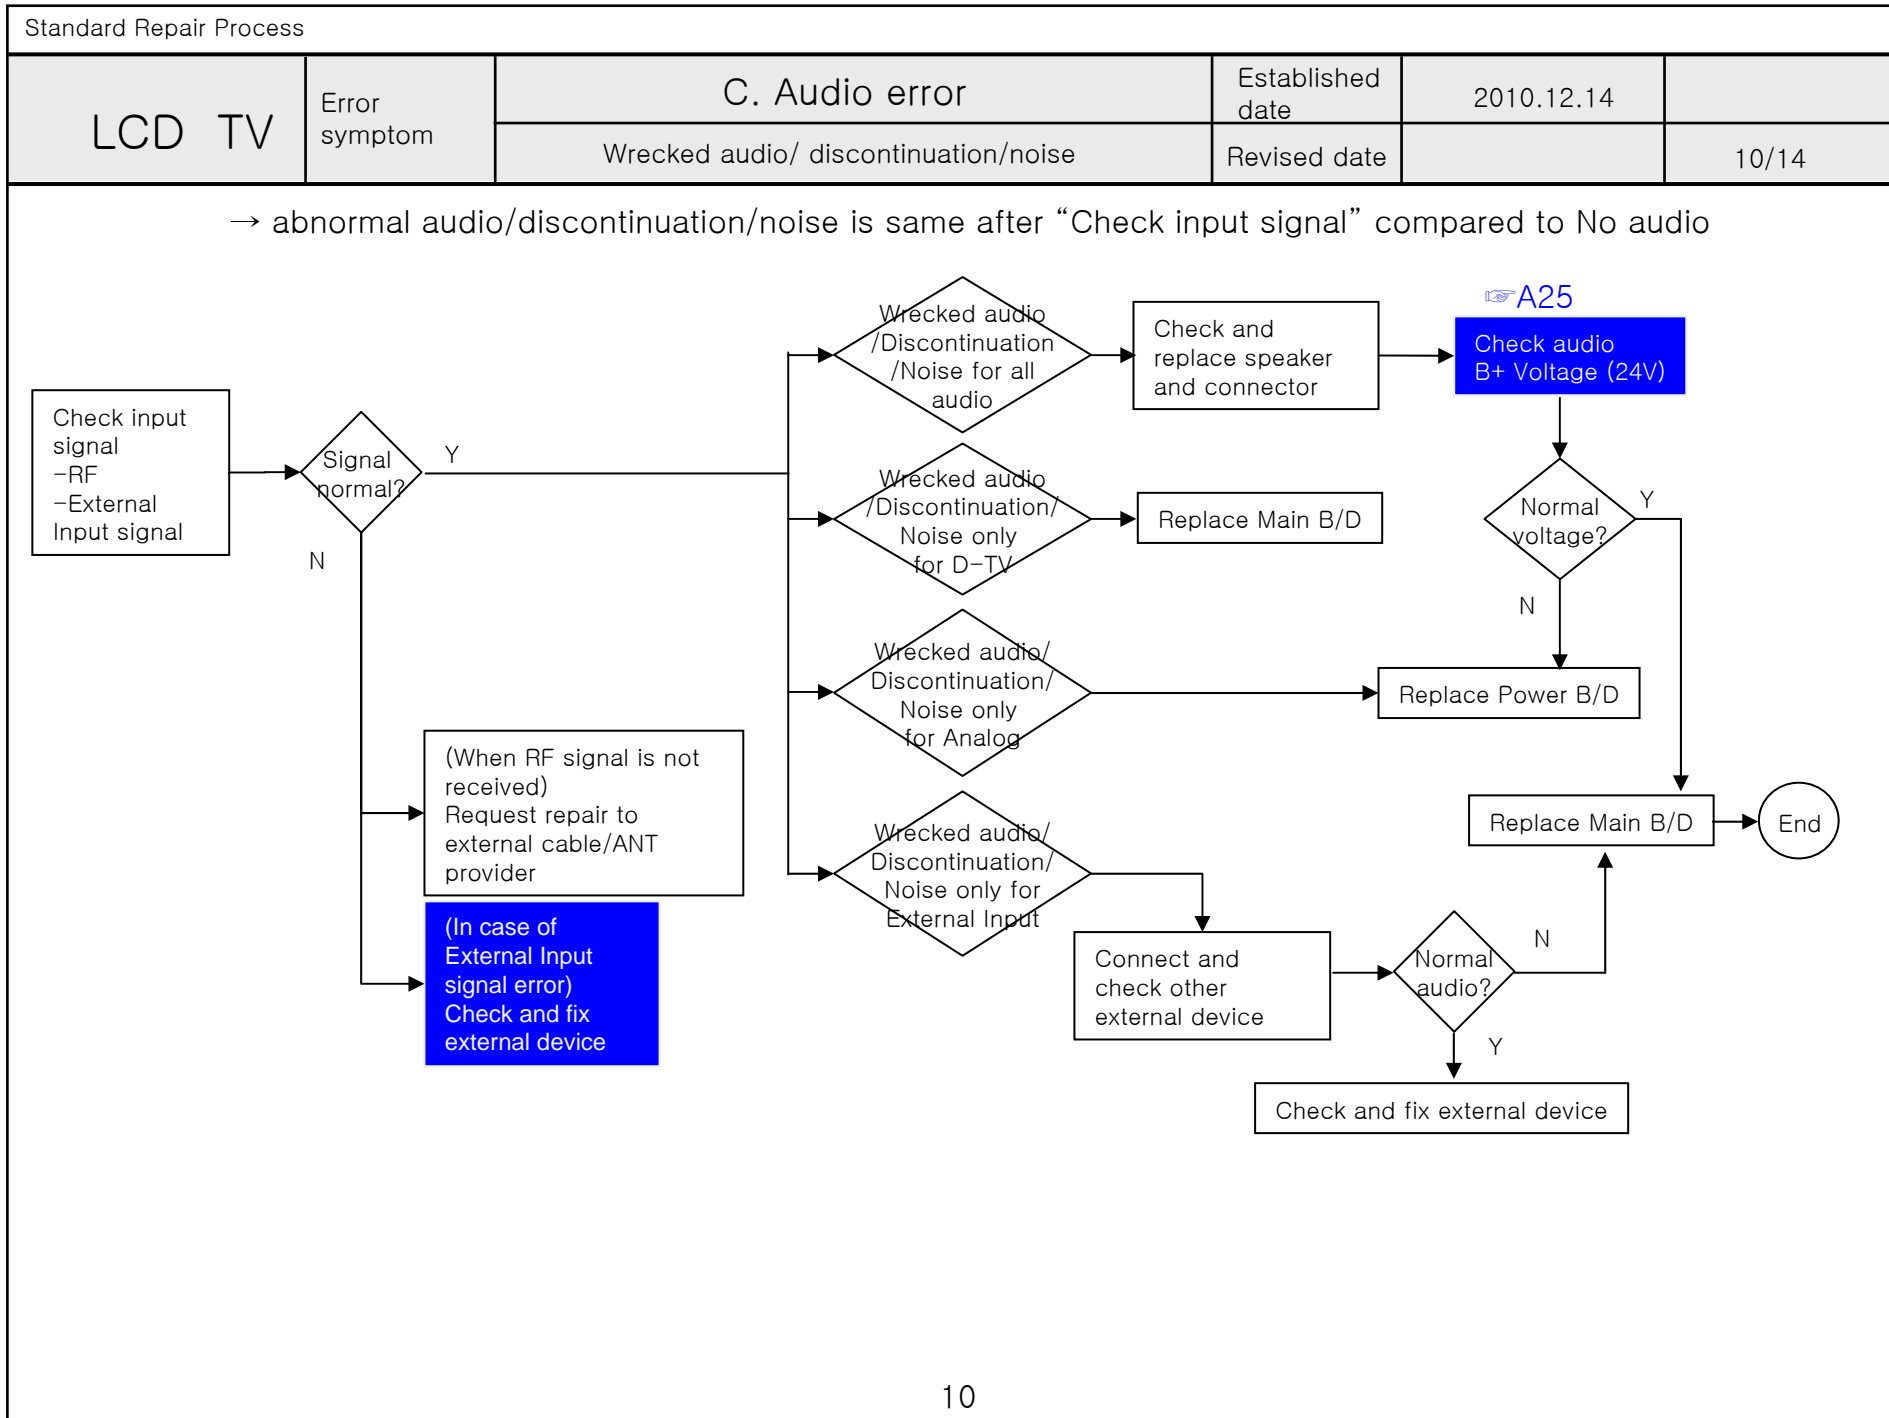 Standard Repair Process
LCD TV
Error
symptom
C. Audio error
Established
date
2010.12.14
Wrecked audio/ discontinuation/noise
Revised date
10/14
→ abnormal audio/discontinuation/noise is same after “Check input signal” compared to No audio
Check input
signal
-RF
-External
Input signal
Signal
normal?
Y
N
(When RF signal is not
received)
Request repair to
external cable/ANT
provider
(In case of
External Input
signal error)
Check and fix
external device
Wrecked audio
/Discontinuation
/Noise for all
audio
Check and
replace speaker
and connector
☞A25
Check audio
B+ Voltage (24V)
Normal
voltage?
Y
N
Wrecked audio
/Discontinuation/
Noise only
for D-TV
Replace Main B/D
Wrecked audio/
Discontinuation/
Noise only
for Analog
Replace Power B/D
Wrecked audio/
Discontinuation/
Noise only for
External Input
Connect and
check other
external device
Normal
audio?
N
Y
Replace Main B/D
End
Check and fix external device
10